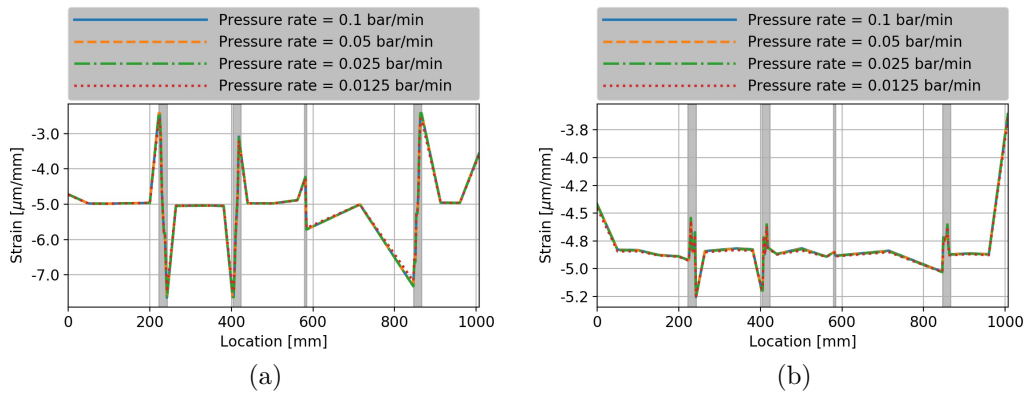 Pressure rate = 0.1 bar/min
Pressure rate = 0.05 bar/min
Pressure rate = 0.025 bar/min
Pressure rate = 0.0125 bar/min
-3.0
-4.0
-5.0
-6.0
-7.0
Strain [μm/mm]
0 200 400 600 800 1000
Location [mm]
(a)
Pressure rate = 0.1 bar/min
Pressure rate = 0.05 bar/min
Pressure rate = 0.025 bar/min
Pressure rate = 0.0125 bar/min
-3.8
-4.0
-4.2
-4.5
-4.8
-5.0
-5.2
Strain [μm/mm]
0 200 400 600 800 1000
Location [mm]
(b)